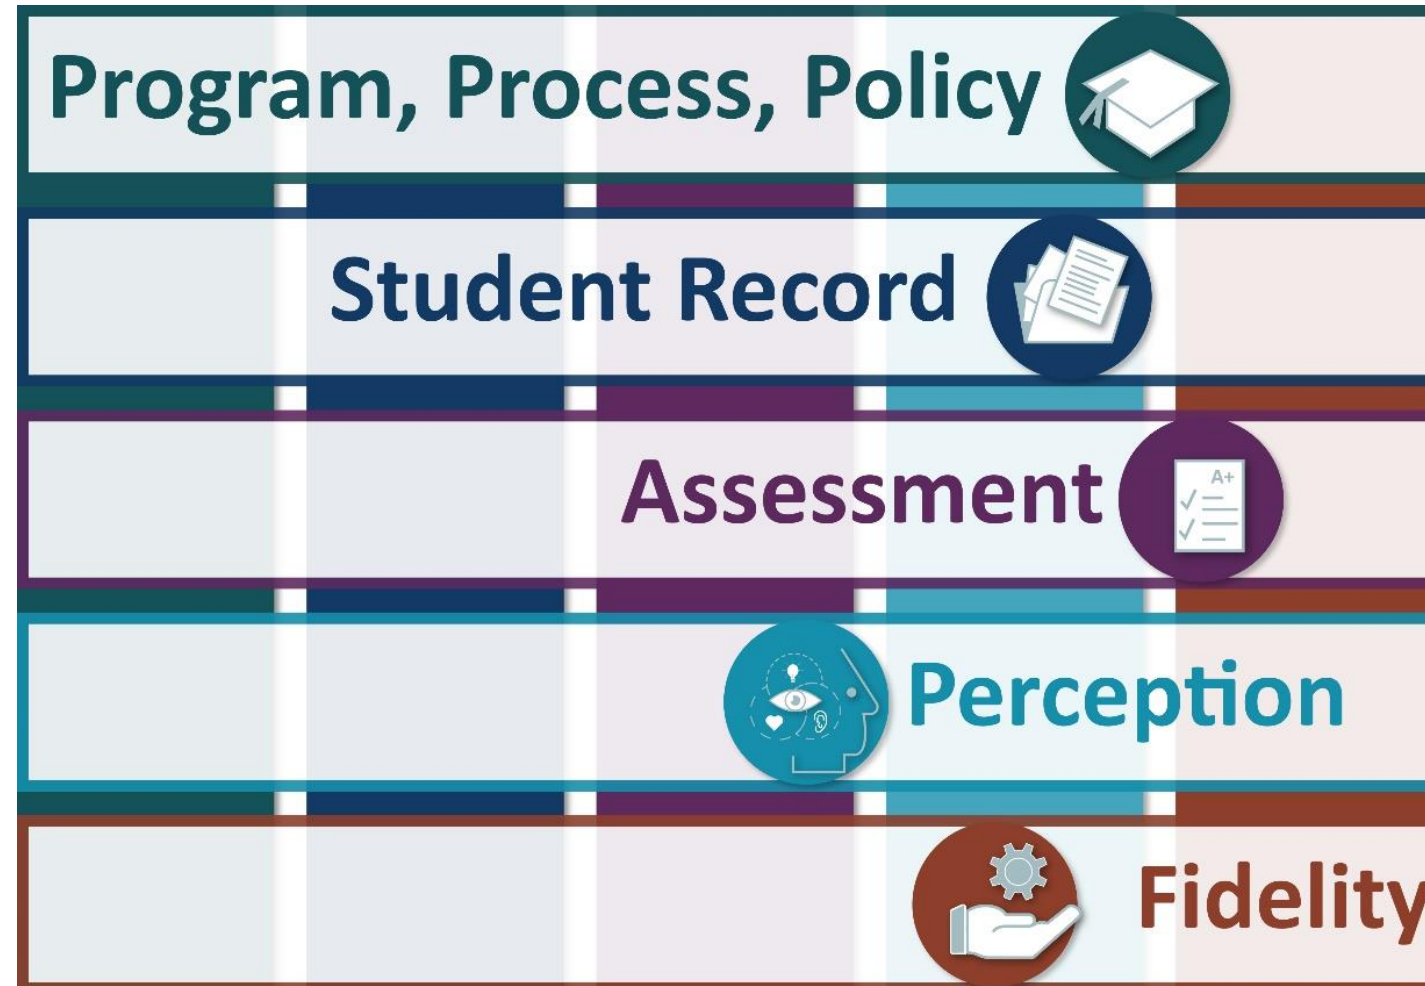 Program, Process, Policy
Student Record
Assessment
A+
Perception
Fidelity